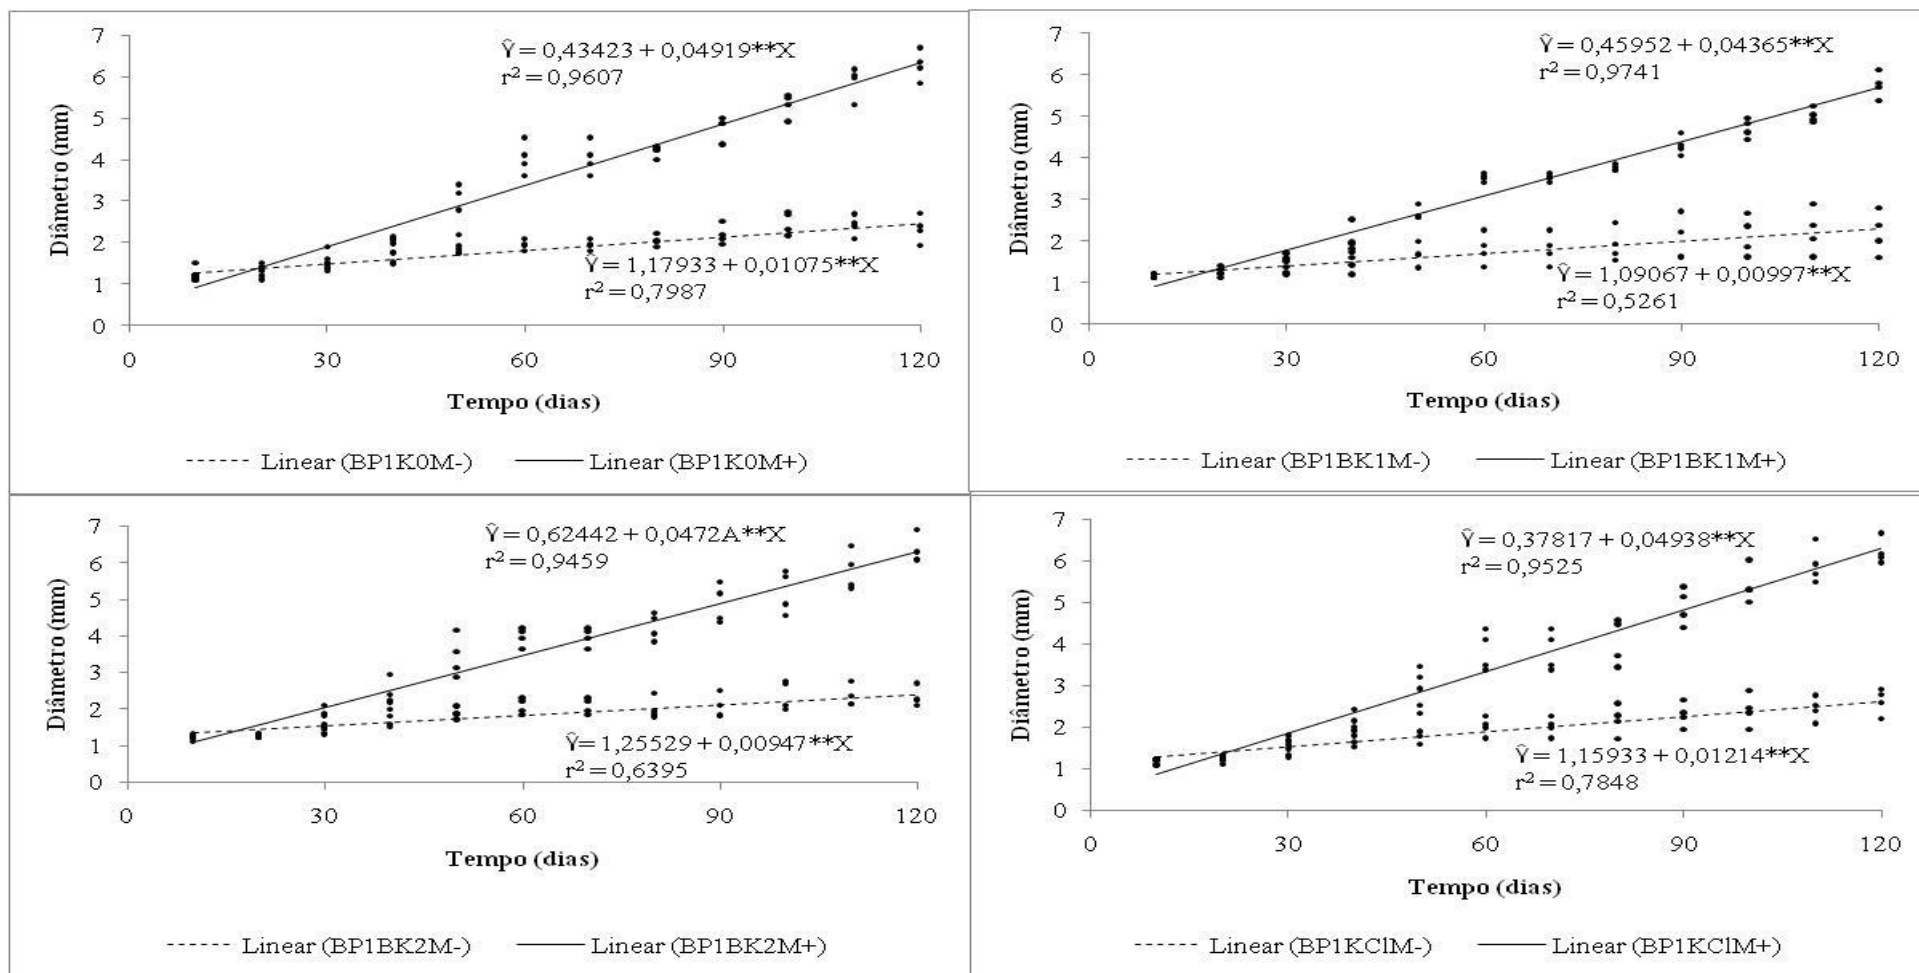 7
6
5
4
3
2
1
0
Diâmetro (mm)
Ŷ = 0,43423 + 0,04919**X
r² = 0,9607
Ŷ = 1,17933 + 0,01075**X
r² = 0,7987
0 30 60 90 120
Tempo (dias)
Linear (BP1K0M-) Linear (BP1K0M+)
7
6
5
4
3
2
1
0
Diâmetro (mm)
Ŷ = 0,45952 + 0,04365**X
r² = 0,9741
Ŷ = 1,09067 + 0,00997**X
r² = 0,5261
0 30 60 90 120
Tempo (dias)
Linear (BP1BK1M-) Linear (BP1BK1M+)
7
6
5
4
3
2
1
0
Diâmetro (mm)
Ŷ = 0,62442 + 0,0472A**X
r² = 0,9459
Ŷ = 1,25529 + 0,00947**X
r² = 0,6395
0 30 60 90 120
Tempo (dias)
Linear (BP1BK2M-) Linear (BP1BK2M+)
7
6
5
4
3
2
1
0
Diâmetro (mm)
Ŷ = 0,37817 + 0,04938**X
r² = 0,9525
Ŷ = 1,15933 + 0,01214**X
r² = 0,7848
0 30 60 90 120
Tempo (dias)
Linear (BP1KClM-) Linear (BP1KClM+)